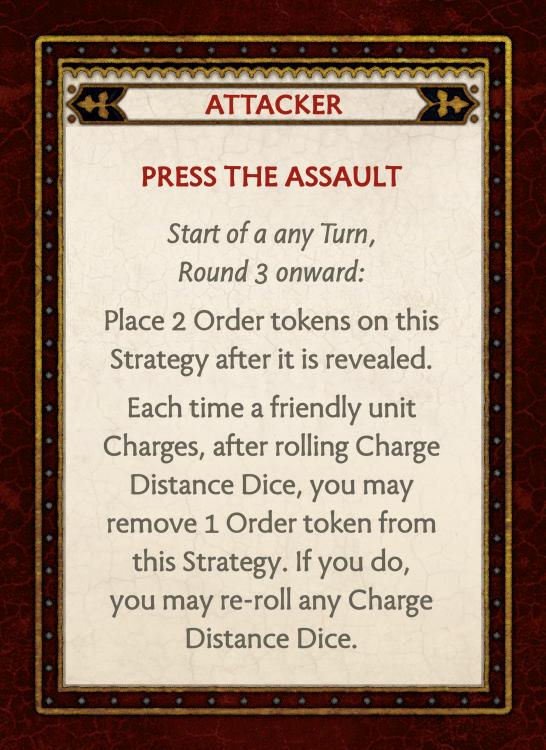 ATTACKER
PRESS THE ASSAULT
Start of a any Turn,
Round 3 onward:
Place 2 Order tokens on this
Strategy after it is revealed.
Each time a friendly unit
Charges, after rolling Charge
Distance Dice, you may
remove 1 Order token from
this Strategy. If you do,
you may re-roll any Charge
Distance Dice.